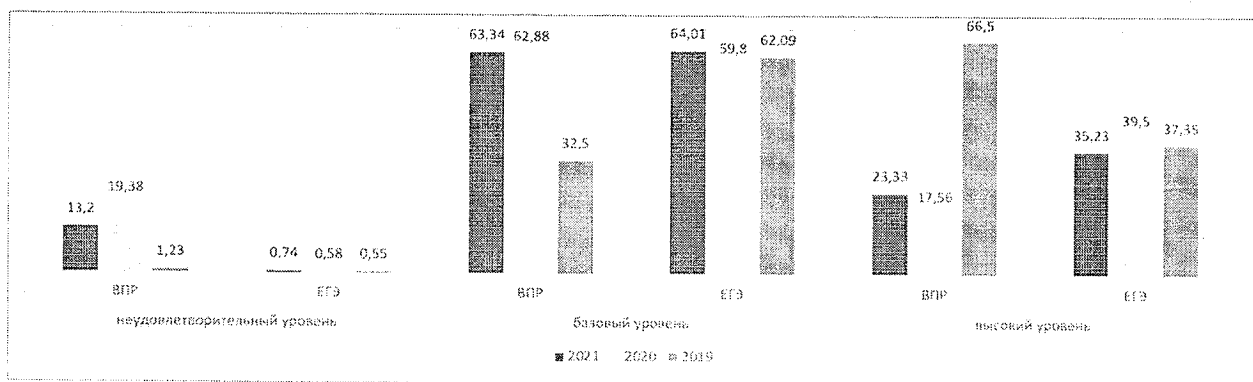 63,34 62,88 64,01 59,8 62,09 66,5
32,5 35,23 39,5 37,35
13,2 19,38 1,23 0,74 0,58 0,55 23,33 17,56
ВПР ЕГЭ ВПР ЕГЭ ВПР ЕГЭ
неудовлетворительный уровень базовый уровень высокий уровень
2021 2020 2019